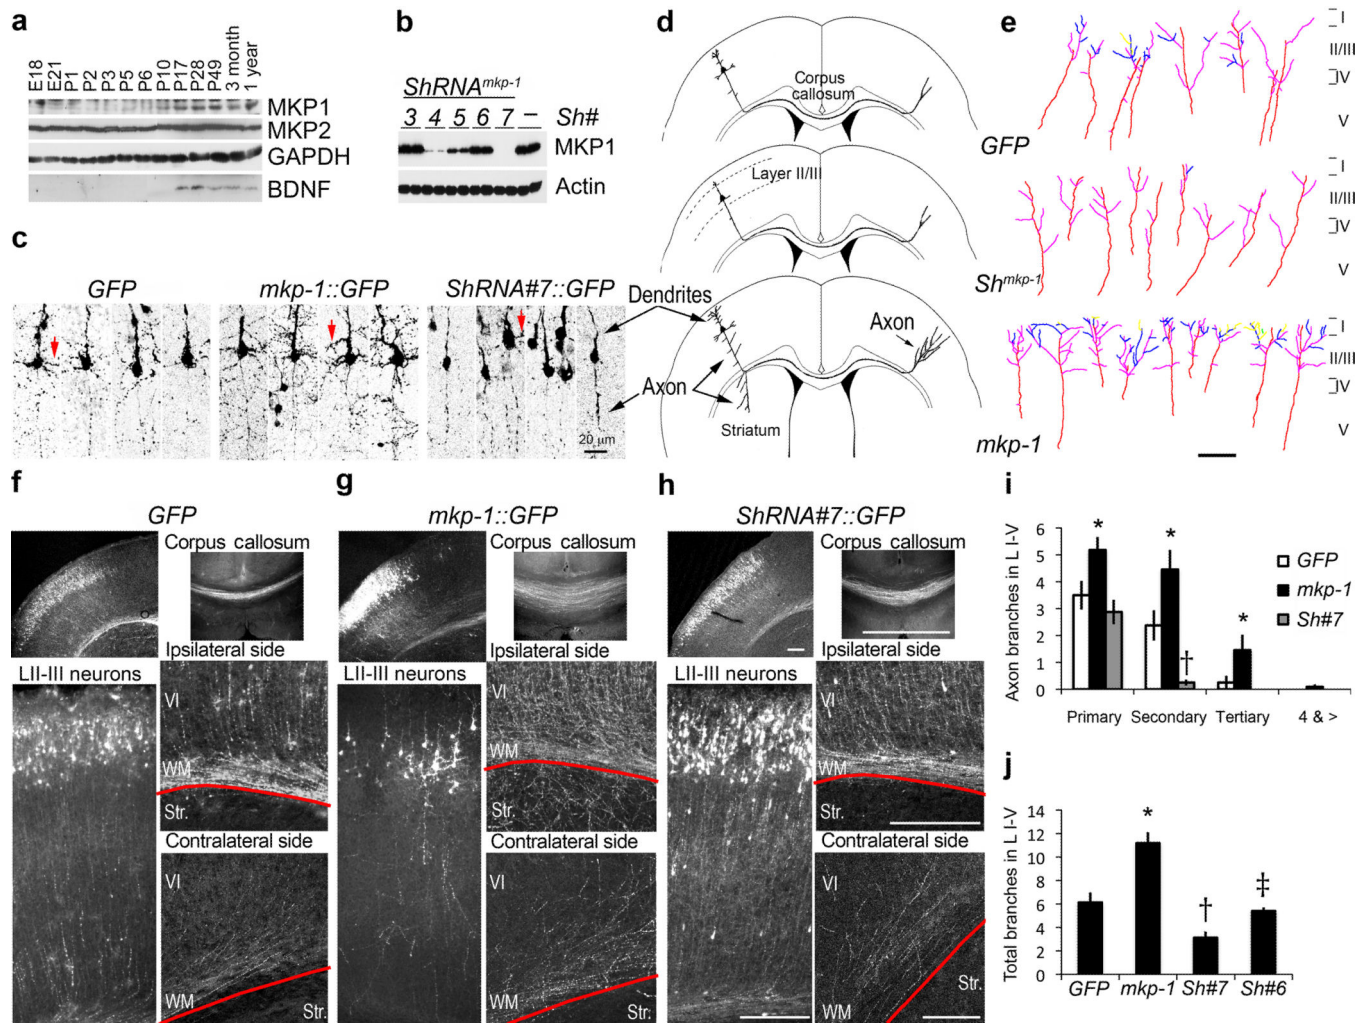 a
E18 E21 P1 P2 P3 P5 P6 P10 P17 P28 P49 3 month 1 year
MKP1
MKP2
GAPDH
BDNF
b
ShRNAmkp-1
3 4 5 6 7 – Sh#
MKP1
Actin
c
GFP mkp-1::GFP ShRNA#7::GFP
20 µm
d
Corpus
callosum
Layer II/III
Dendrites
Axon
Axon
Striatum
e
I
II/III
IV
V
GFP
I
II/III
IV
V
Shmkp-1
I
II/III
IV
V
mkp-1
f
GFP
Corpus callosum
Ipsilateral side
LII-III neurons
VI
WM
Str.
Contralateral side
VI
WM
Str.
g
mkp-1::GFP
Corpus callosum
Ipsilateral side
LII-III neurons
VI
WM
Str.
Contralateral side
VI
WM
Str.
h
ShRNA#7::GFP
Corpus callosum
Ipsilateral side
LII-III neurons
VI
WM
Str.
Contralateral side
VI
WM
Str.
i
Axon branches in L I-V
6
5
4
3
2
1
0
* * * †
GFP
mkp-1
Sh#7
Primary Secondary Tertiary 4 & >
j
Total branches in L I-V
14
12
10
8
6
4
2
0
* † ‡
GFP mkp-1 Sh#7 Sh#6